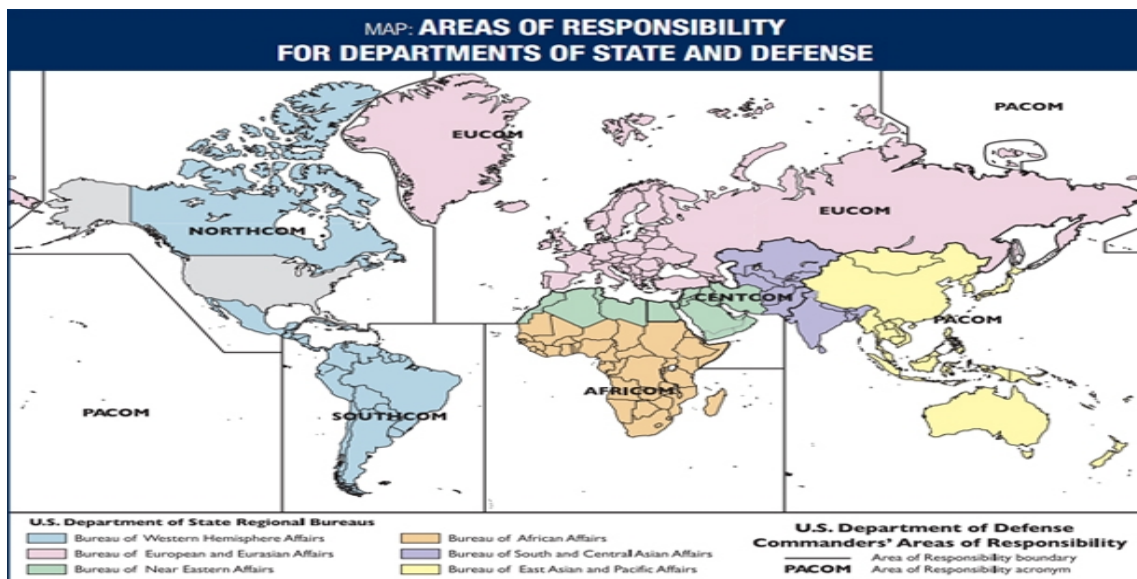 MAP: AREAS OF RESPONSIBILITY
FOR DEPARTMENTS OF STATE AND DEFENSE
PACOM
EUCOM
EUCOM
NORTHCOM
CENTCOM
PACOM
AFRICOM
PACOM
SOUTHCOM
U.S. Department of State Regional Bureaus
Bureau of Western Hemisphere Affairs
Bureau of European and Eurasian Affairs
Bureau of Near Eastern Affairs
Bureau of African Affairs
Bureau of South and Central Asian Affairs
Bureau of East Asian and Pacific Affairs
U.S. Department of Defense
Commanders' Areas of Responsibility
Area of Responsibility boundary
PACOM Area of Responsibility acronym